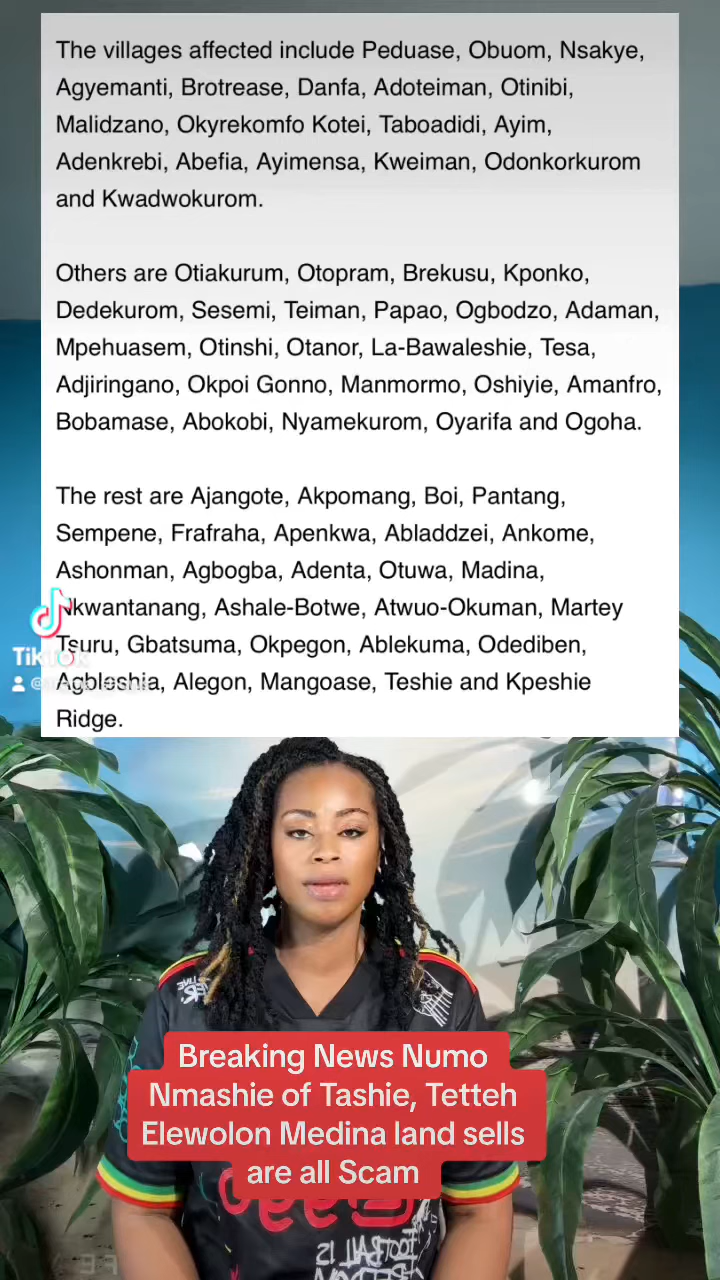 The villages affected include Peduase, Obuom, Nsakye,
Agyemanti, Brotrease, Danfa, Adoteiman, Otinibi,
Malidzano, Okyrekomfo Kotei, Taboadidi, Ayim,
Adenkrebi, Abefia, Ayimensa, Kweiman, Odonkorkurom
and Kwadwokurom.
Others are Otiakurum, Otopram, Brekusu, Kponko,
Dedekurom, Sesemi, Teiman, Papao, Ogbodzo, Adaman,
Mpehuasem, Otinshi, Otanor, La-Bawaleshie, Tesa,
Adjiringano, Okpoi Gonno, Manmormo, Oshiyie, Amanfro,
Bobamase, Abokobi, Nyamekurom, Oyarifa and Ogoha.
The rest are Ajangote, Akpomang, Boi, Pantang,
Sempene, Frafraha, Apenkwa, Abladdzei, Ankome,
Ashonman, Agbogba, Adenta, Otuwa, Madina,
Nkwantanang, Ashale-Botwe, Atwuo-Okuman, Martey
Tsuru, Gbatsuma, Okpegon, Ablekuma, Odediben,
Agbleshia, Alegon, Mangoase, Teshie and Kpeshie
Ridge.
TikTok
Breaking News Numo
Nmashie of Tashie, Tetteh
Elewolon Medina land sells
are all Scam
FOOTBALL IS